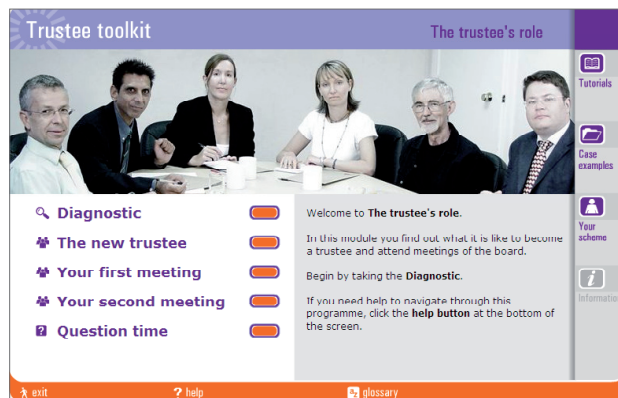 Trustee toolkit
The trustee's role
Tutorials
Case
examples
Your
scheme
Informatio
Diagnostic
The new trustee
Your first meeting
Your second meeting
Question time
Welcome to The trustee's role.
In this module you find out what it is like to become
a trustee and attend meetings of the board.
Begin by taking the Diagnostic.
If you need help to navigate through this
programme, click the help button at the bottom of
the screen.
exit
? help
glossary